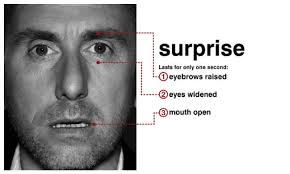 surprise
Lasts for only one second:
1 eyebrows raised
2 eyes widened
3 mouth open